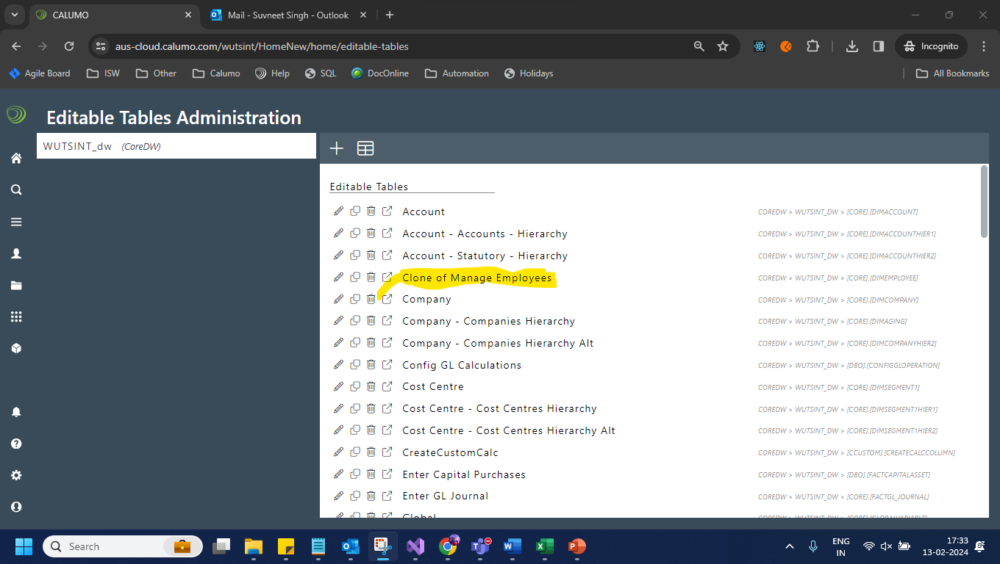 CALUMO
Mail - Suvneet Singh - Outlook
aus-cloud.calumo.com/wutsint/HomeNew/home/editable-tables
Incognito
Agile Board
ISW
Other
Calumo
Help
SQL
DocOnline
Automation
Holidays
All Bookmarks
Editable Tables Administration
WUTSINT_dw (CoreDW)
Editable Tables
Account COREDW > WUTSINT_DW > [CORE].[DIMACCOUNT]
Account - Accounts - Hierarchy COREDW > WUTSINT_DW > [CORE].[DIMACCOUNTHIER1]
Account - Statutory - Hierarchy COREDW > WUTSINT_DW > [CORE].[DIMACCOUNTHIER2]
Clone of Manage Employees COREDW > WUTSINT_DW > [CORE].[DIMEMPLOYEE]
Company COREDW > WUTSINT_DW > [CORE].[DIMCOMPANY]
Company - Companies Hierarchy COREDW > WUTSINT_DW > [CORE].[DIMAGING]
Company - Companies Hierarchy Alt COREDW > WUTSINT_DW > [CORE].[DIMCOMPANYHIER2]
Config GL Calculations COREDW > WUTSINT_DW > [DBO].[CONFIGGLOPERATION]
Cost Centre COREDW > WUTSINT_DW > [CORE].[DIMSEGMENT1]
Cost Centre - Cost Centres Hierarchy COREDW > WUTSINT_DW > [CORE].[DIMSEGMENT1HIER1]
Cost Centre - Cost Centres Hierarchy Alt COREDW > WUTSINT_DW > [CORE].[DIMSEGMENT1HIER2]
CreateCustomCalc COREDW > WUTSINT_DW > [CCUSTOM].[CREATECALCCOLUMN]
Enter Capital Purchases COREDW > WUTSINT_DW > [DBO].[FACTCAPITALASSET]
Enter GL Journal COREDW > WUTSINT_DW > [CORE].[FACTGL_JOURNAL]
Global COREDW > WUTSINT_DW > [CORE].[GLOBALVARIABLE]
Search
ENG
IN
17:33
13-02-2024